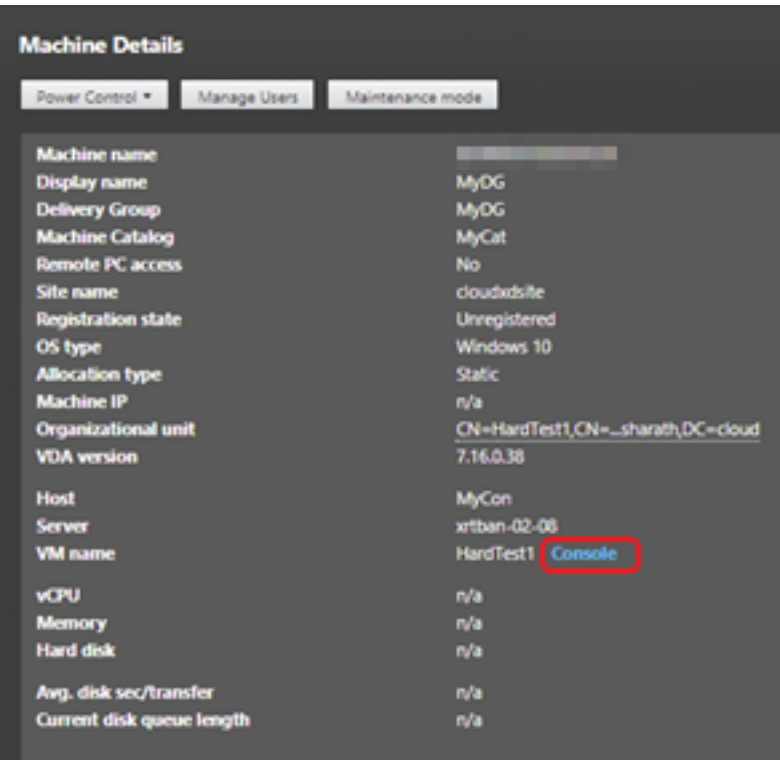 Machine Details
Power Control Manage Users Maintenance mode
Machine name
Display name MyDG
Delivery Group MyDG
Machine Catalog MyCat
Remote PC access No
Site name cloudxdsite
Registration state Unregistered
OS type Windows 10
Allocation type Static
Machine IP n/a
Organizational unit CN=HardTest1,CN=...sharath,DC=cloud
VDA version 7.16.0.38
Host MyCon
Server xrtban-02-08
VM name HardTest1 Console
vCPU n/a
Memory n/a
Hard disk n/a
Avg. disk sec/transfer n/a
Current disk queue length n/a